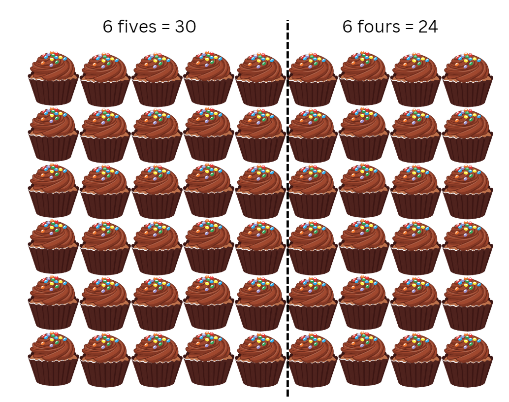 6 fives = 30
6 fours = 24